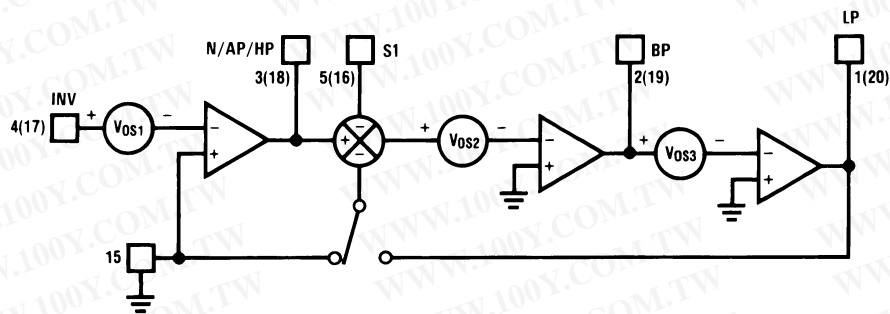 N/AP/HP
3(18)
S1
5(16)
BP
2(19)
LP
1(20)
INV
4(17)
+ VOS1 −
−
+
+ − −
+ VOS2 −
−
+
+ VOS3 −
−
+
15
WWW.100Y.COM.TW